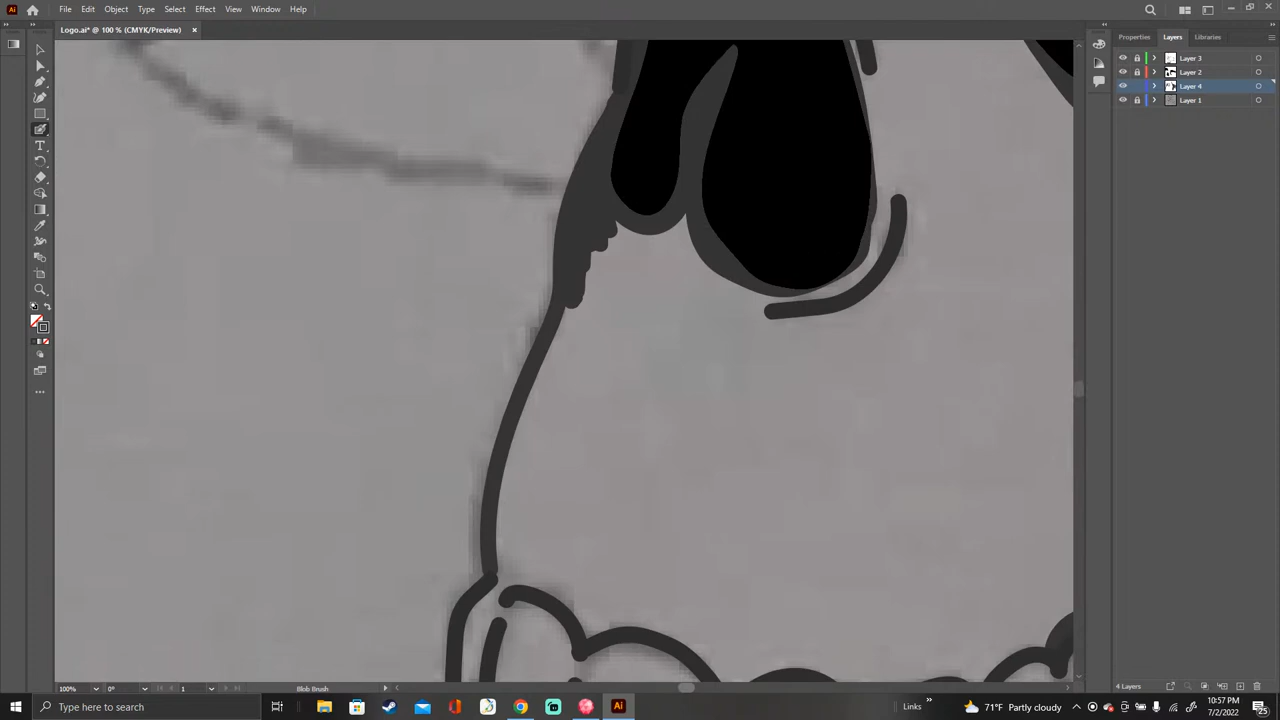 Ai File Edit Object Type Select Effect View Window Help
Logo.ai* @ 100 % (CMYK/Preview) ×
Properties Layers Libraries
Layer 3
Layer 2
Layer 4
Layer 1
4 Layers
100% 0° 1 Blob Brush
Type here to search
Ai
Links » 71°F Partly cloudy
10:57 PM
7/2/2022